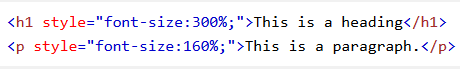 <h1 style="font-size:300%;">This is a heading</h1>
<p style="font-size:160%;">This is a paragraph.</p>